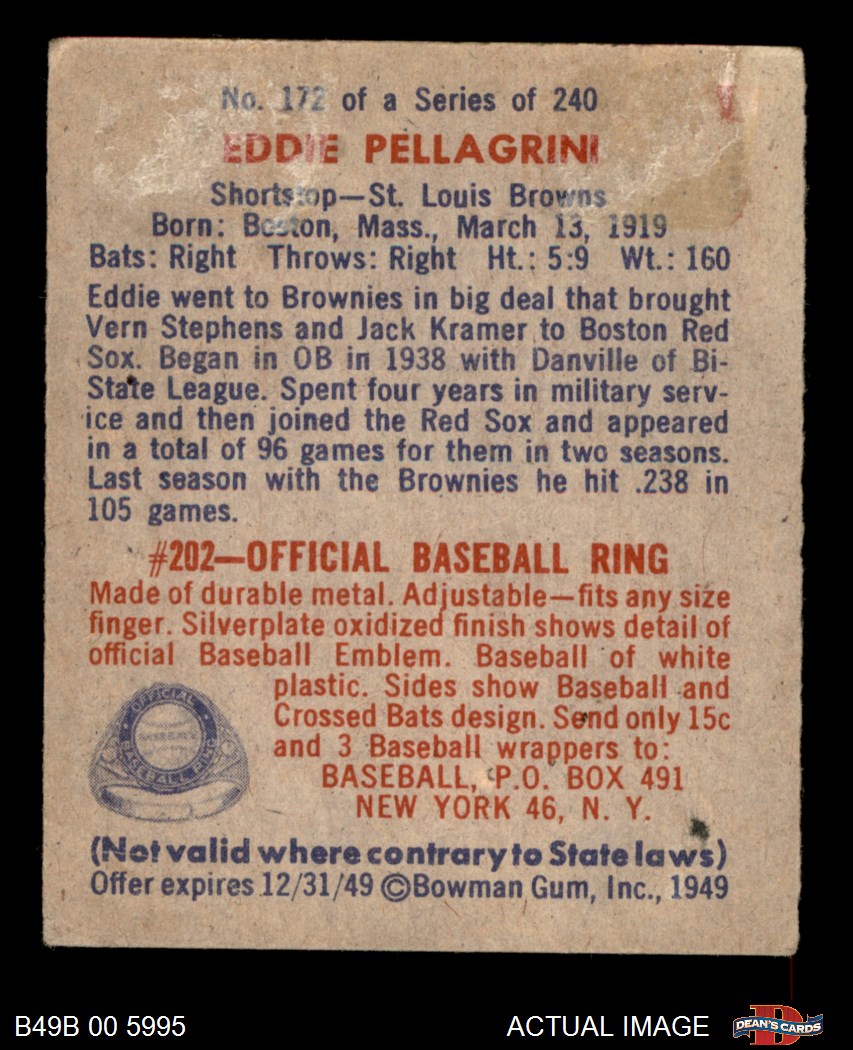 No. 172 of a Series of 240
EDDIE PELLAGRINI
Shortstop—St. Louis Browns
Born: Boston, Mass., March 13, 1919
Bats: Right Throws: Right Ht.: 5:9 Wt.: 160
Eddie went to Brownies in big deal that brought
Vern Stephens and Jack Kramer to Boston Red
Sox. Began in OB in 1938 with Danville of Bi-
State League. Spent four years in military serv-
ice and then joined the Red Sox and appeared
in a total of 96 games for them in two seasons.
Last season with the Brownies he hit .238 in
105 games.
#202—OFFICIAL BASEBALL RING
Made of durable metal. Adjustable—fits any size
finger. Silverplate oxidized finish shows detail of
official Baseball Emblem. Baseball of white
plastic. Sides show Baseball and
Crossed Bats design. Send only 15c
and 3 Baseball wrappers to:
BASEBALL, P.O. BOX 491
NEW YORK 46, N. Y.
OFFICIAL
BASEBALL RING
(Not valid where contrary to State laws)
Offer expires 12/31/49 ©Bowman Gum, Inc., 1949
B49B 00 5995
ACTUAL IMAGE
DEAN'S CARDS